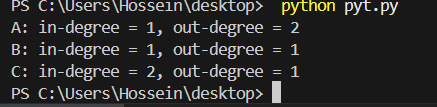 PS C:\Users\Hossein\desktop>  python pyt.py
A: in-degree = 1, out-degree = 2
B: in-degree = 1, out-degree = 1
C: in-degree = 2, out-degree = 1
PS C:\Users\Hossein\desktop>